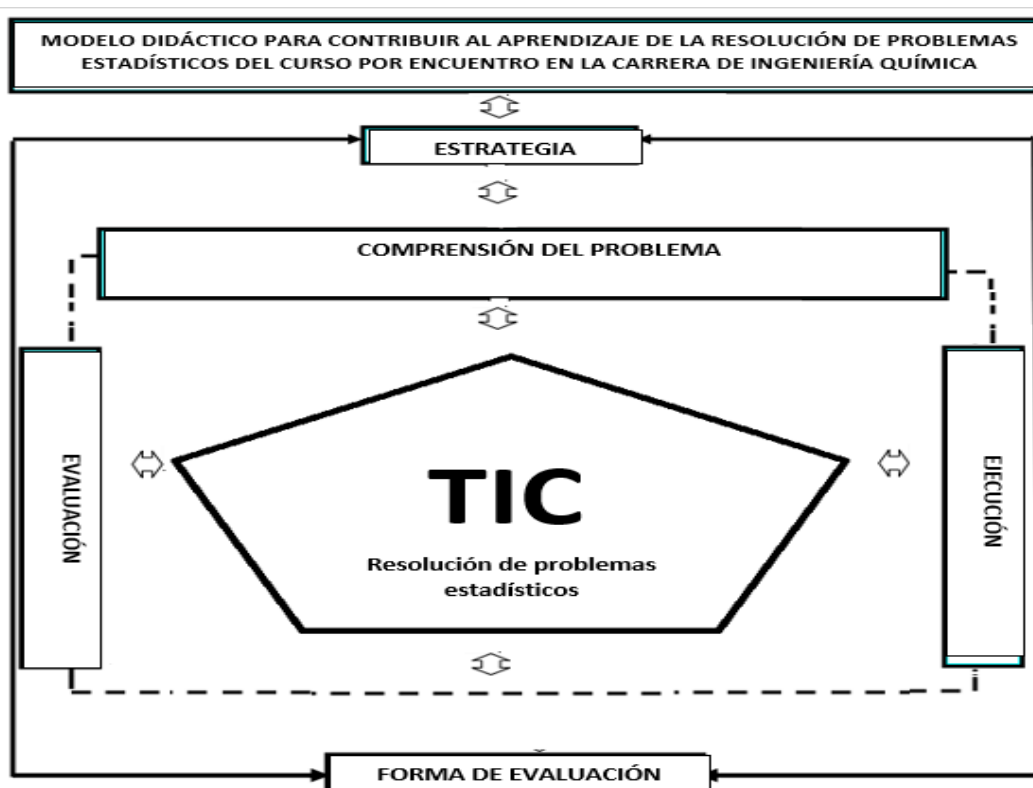 MODELO DIDÁCTICO PARA CONTRIBUIR AL APRENDIZAJE DE LA RESOLUCIÓN DE PROBLEMAS
ESTADÍSTICOS DEL CURSO POR ENCUENTRO EN LA CARRERA DE INGENIERÍA QUÍMICA
ESTRATEGIA
COMPRENSIÓN DEL PROBLEMA
EVALUACIÓN
TIC
Resolución de problemas
estadísticos
EJECUCIÓN
FORMA DE EVALUACIÓN